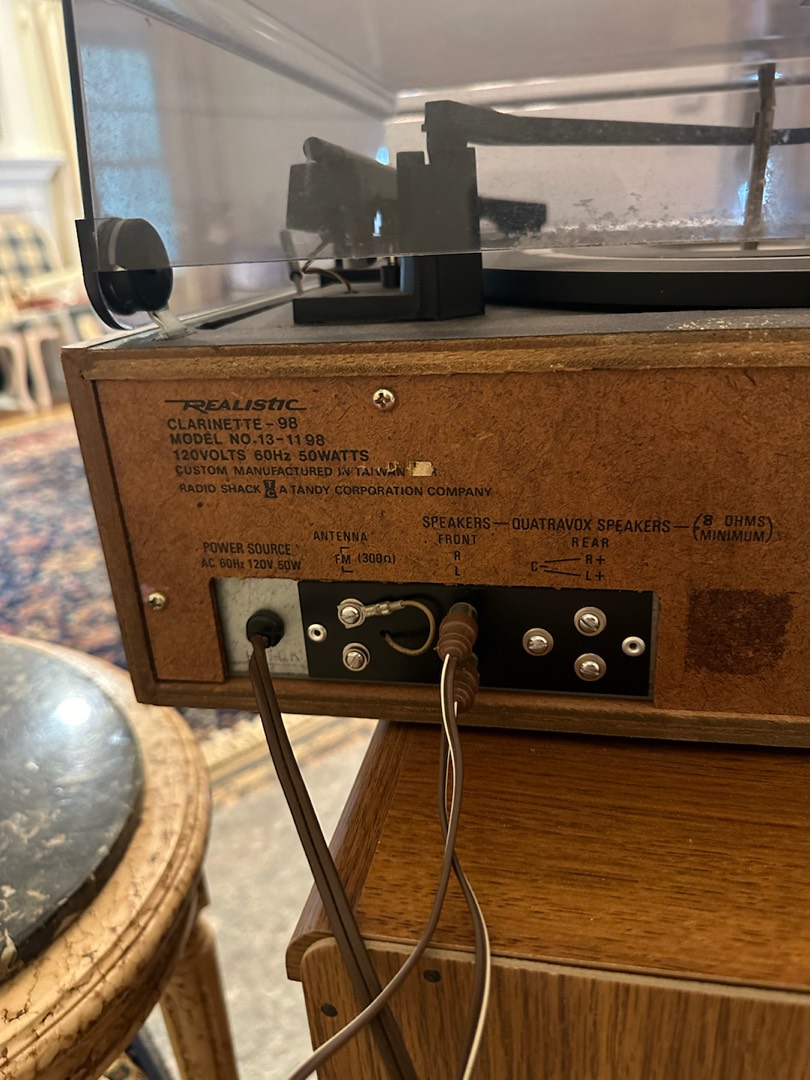 REALISTIC
CLARINETTE-98
MODEL NO.13-1198
120VOLTS 60Hz 50WATTS
CUSTOM MANUFACTURED IN TAIWAN
RADIO SHACK TC A TANDY CORPORATION COMPANY
SPEAKERS—QUATRAVOX SPEAKERS—(8 OHMS MINIMUM)
ANTENNA FRONT REAR
POWER SOURCE FM (300Ω) R C R+
AC 60Hz 120V 50W L L+